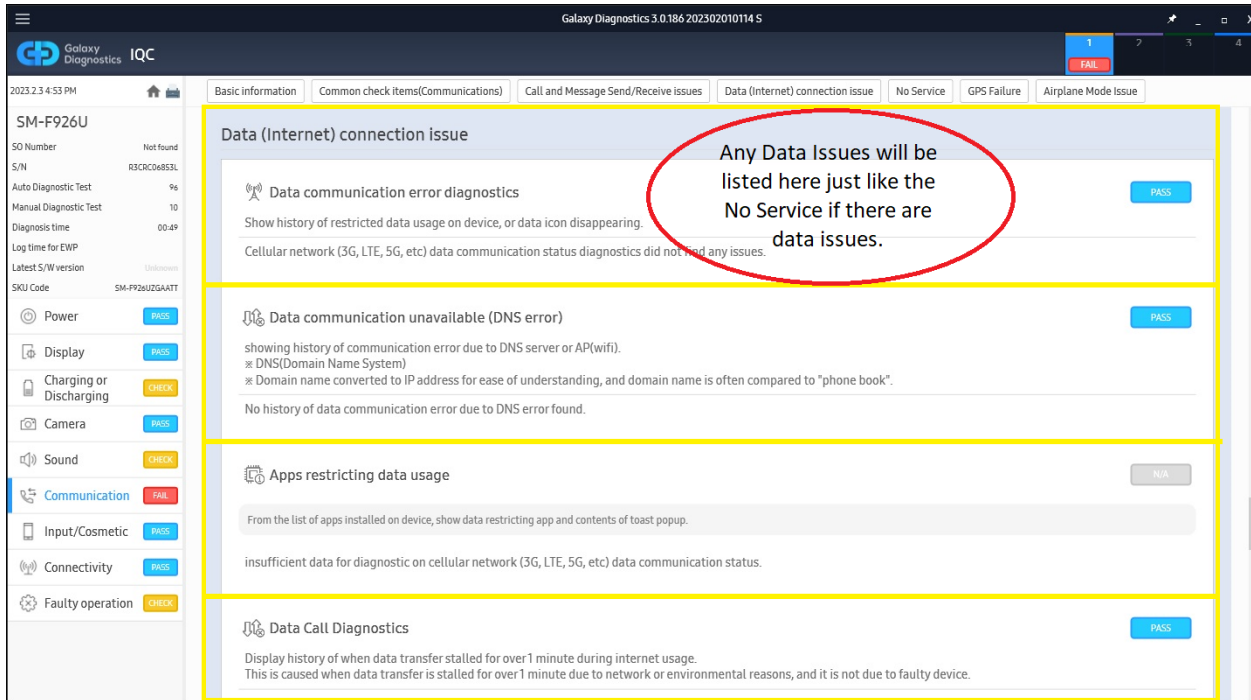 Galaxy Diagnostics 3.0.186 202302010114 S
Galaxy
Diagnostics IQC
1 2 3 4
FAIL
2023.2.3 4:53 PM
Basic information Common check items(Communications) Call and Message Send/Receive issues Data (Internet) connection issue No Service GPS Failure Airplane Mode Issue
SM-F926U
SO Number Not found
S/N R3CRC06853L
Auto Diagnostic Test 96
Manual Diagnostic Test 10
Diagnosis time 00:49
Log time for EWP
Latest S/W version Unknown
SKU Code SM-F926UZGAATT
Power PASS
Display PASS
Charging or
Discharging CHECK
Camera PASS
Sound CHECK
Communication FAIL
Input/Cosmetic PASS
Connectivity PASS
Faulty operation CHECK
Data (Internet) connection issue
Any Data Issues will be
listed here just like the
No Service if there are
data issues.
Data communication error diagnostics PASS
Show history of restricted data usage on device, or data icon disappearing.
Cellular network (3G, LTE, 5G, etc) data communication status diagnostics did not find any issues.
Data communication unavailable (DNS error) PASS
showing history of communication error due to DNS server or AP(wifi).
※ DNS(Domain Name System)
※ Domain name converted to IP address for ease of understanding, and domain name is often compared to "phone book".
No history of data communication error due to DNS error found.
Apps restricting data usage N/A
From the list of apps installed on device, show data restricting app and contents of toast popup.
insufficient data for diagnostic on cellular network (3G, LTE, 5G, etc) data communication status.
Data Call Diagnostics PASS
Display history of when data transfer stalled for over1 minute during internet usage.
This is caused when data transfer is stalled for over1 minute due to network or environmental reasons, and it is not due to faulty device.